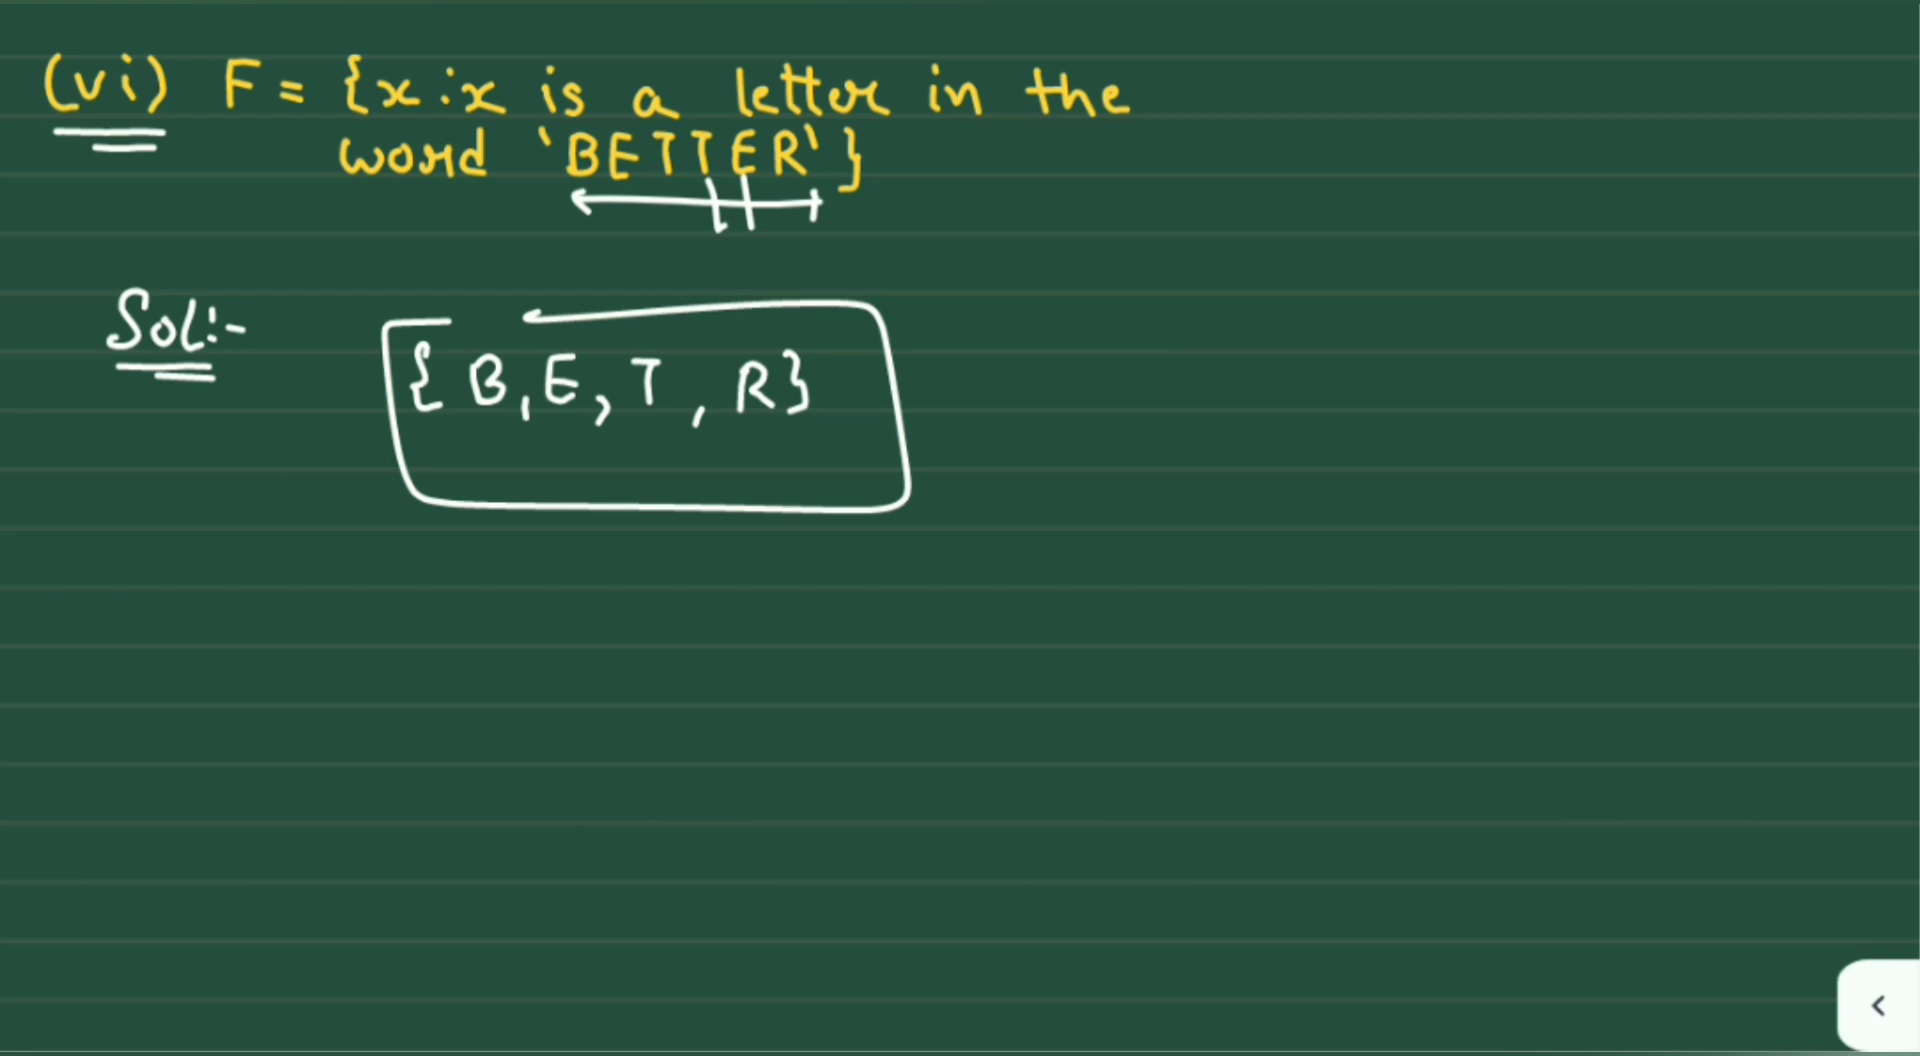 (vi) F = {x : x is a letter in the
word 'BETTER'}
Sol:-
{ B, E, T, R}